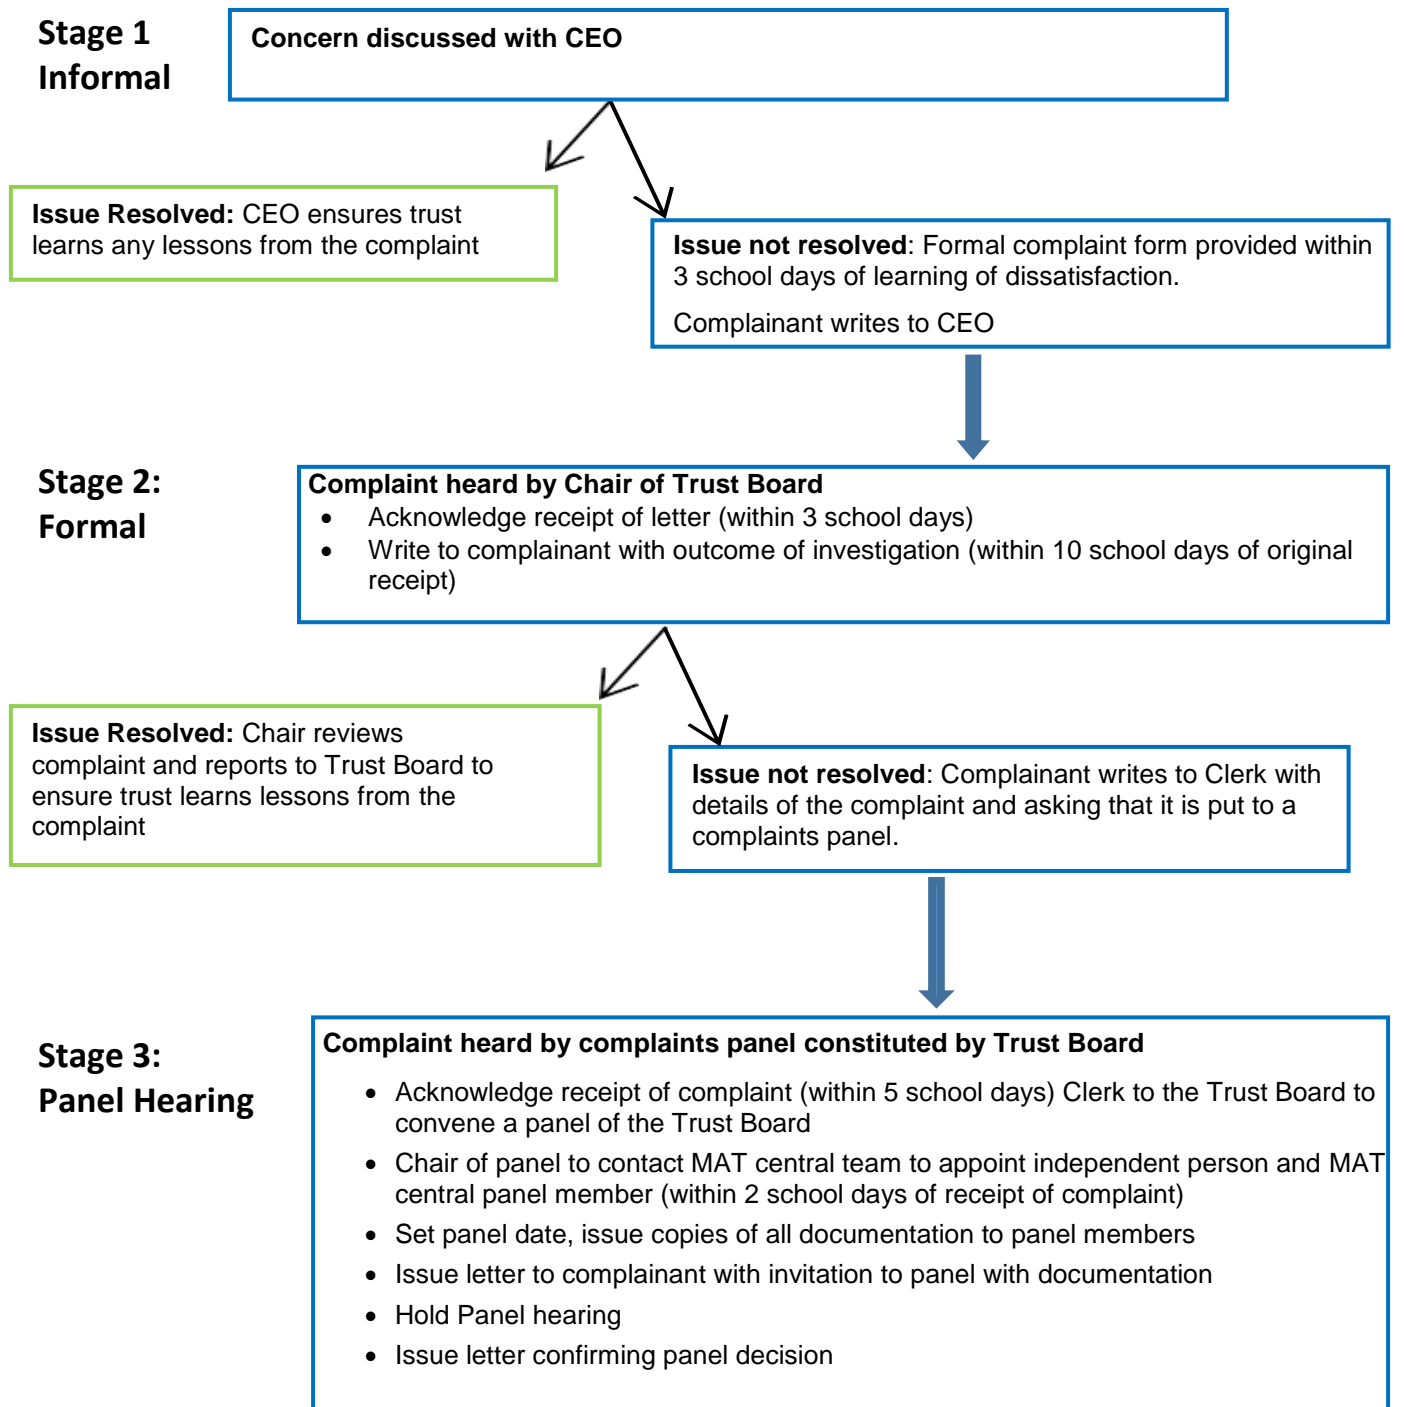 Stage 1
Informal
Concern discussed with CEO
Issue Resolved: CEO ensures trust
learns any lessons from the complaint
Issue not resolved: Formal complaint form provided within
3 school days of learning of dissatisfaction.
Complainant writes to CEO
Stage 2:
Formal
Complaint heard by Chair of Trust Board
• Acknowledge receipt of letter (within 3 school days)
• Write to complainant with outcome of investigation (within 10 school days of original
receipt)
Issue Resolved: Chair reviews
complaint and reports to Trust Board to
ensure trust learns lessons from the
complaint
Issue not resolved: Complainant writes to Clerk with
details of the complaint and asking that it is put to a
complaints panel.
Stage 3:
Panel Hearing
Complaint heard by complaints panel constituted by Trust Board
• Acknowledge receipt of complaint (within 5 school days) Clerk to the Trust Board to
convene a panel of the Trust Board
• Chair of panel to contact MAT central team to appoint independent person and MAT
central panel member (within 2 school days of receipt of complaint)
• Set panel date, issue copies of all documentation to panel members
• Issue letter to complainant with invitation to panel with documentation
• Hold Panel hearing
• Issue letter confirming panel decision